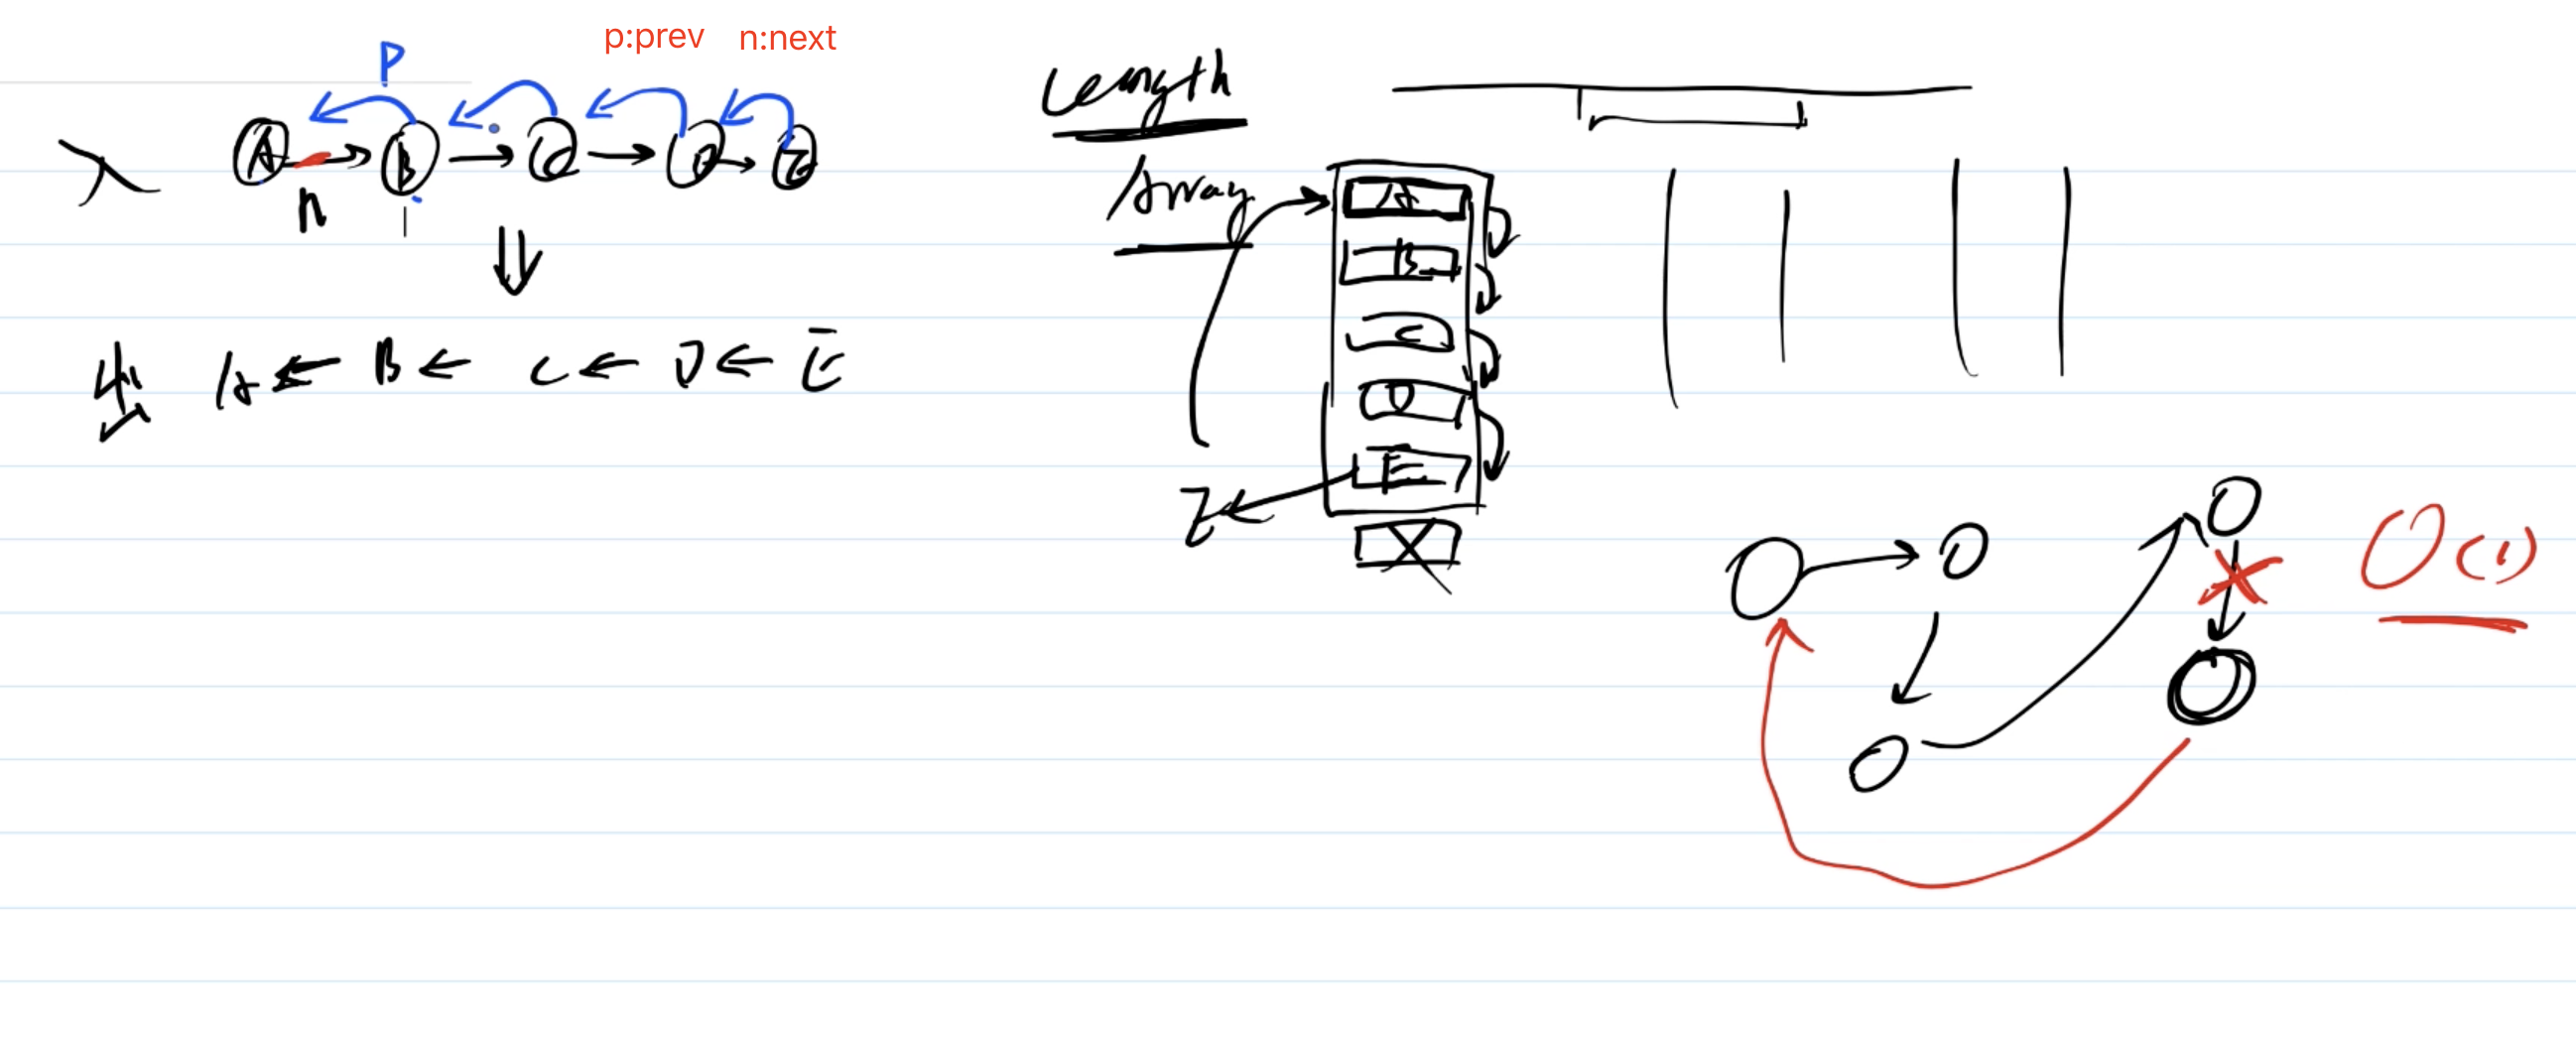 p:prev n:next
P
A → B → C → D → E
n
入
出 A ← B ← C ← D ← E
Length
Array
A
B
C
D
E
Z
O(1)